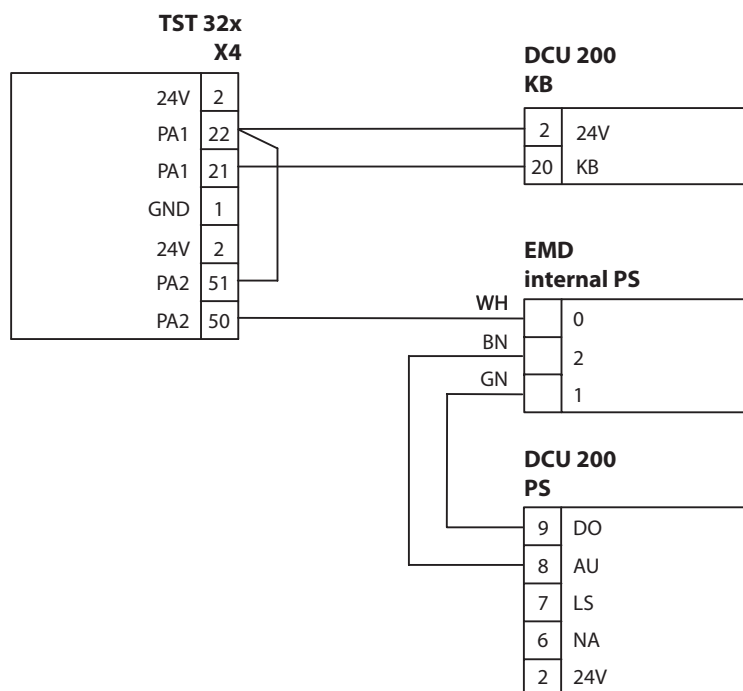 TST 32x
X4
24V 2
PA1 22
PA1 21
GND 1
24V 2
PA2 51
PA2 50
DCU 200
KB
2 24V
20 KB
EMD
internal PS
WH 0
BN 2
GN 1
DCU 200
PS
9 DO
8 AU
7 LS
6 NA
2 24V